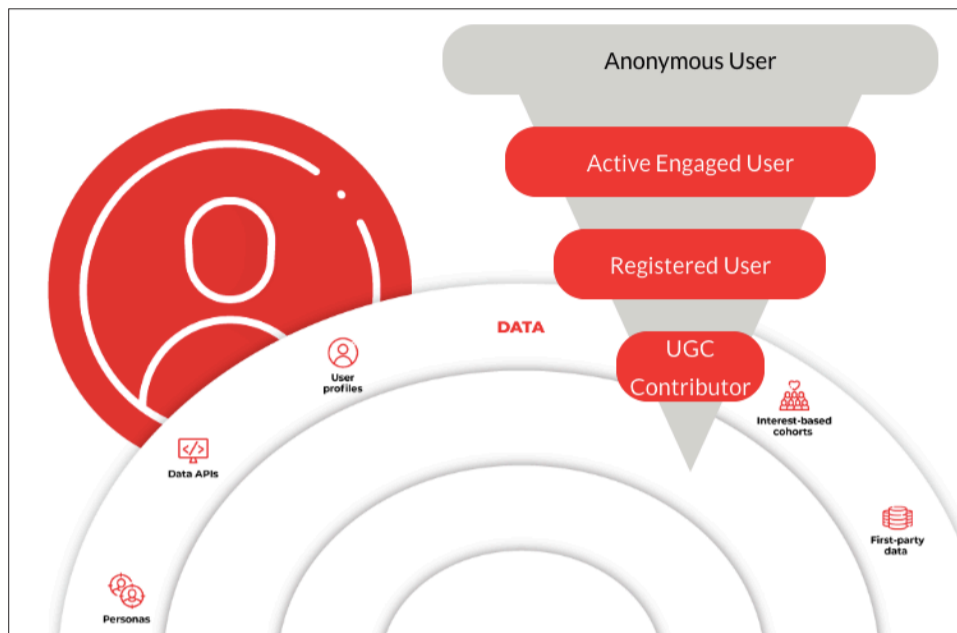 Anonymous User
Active Engaged User
Registered User
DATA
UGC
Contributor
User
profiles
Interest-based
cohorts
Data APIs
First-party
data
Personas